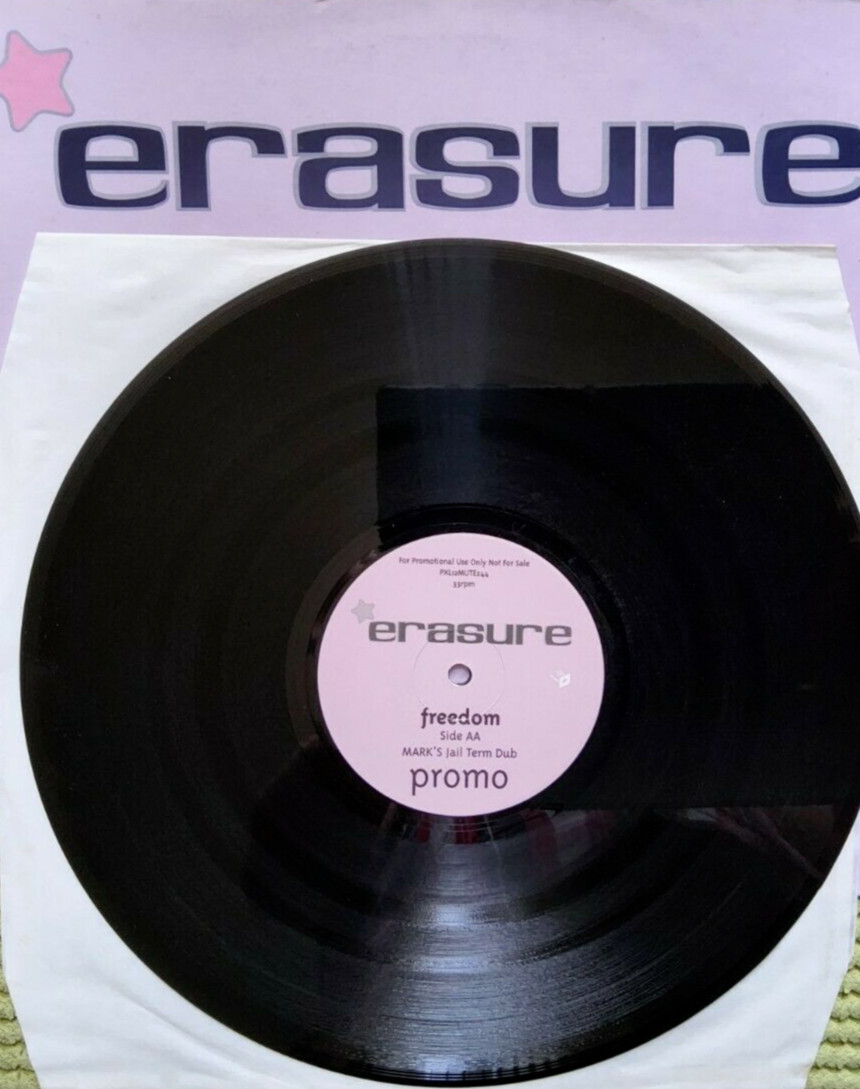 erasure
For Promotional Use Only Not For Sale
PXL12MUTE244
33rpm
erasure
freedom
Side AA
MARK'S Jail Term Dub
promo